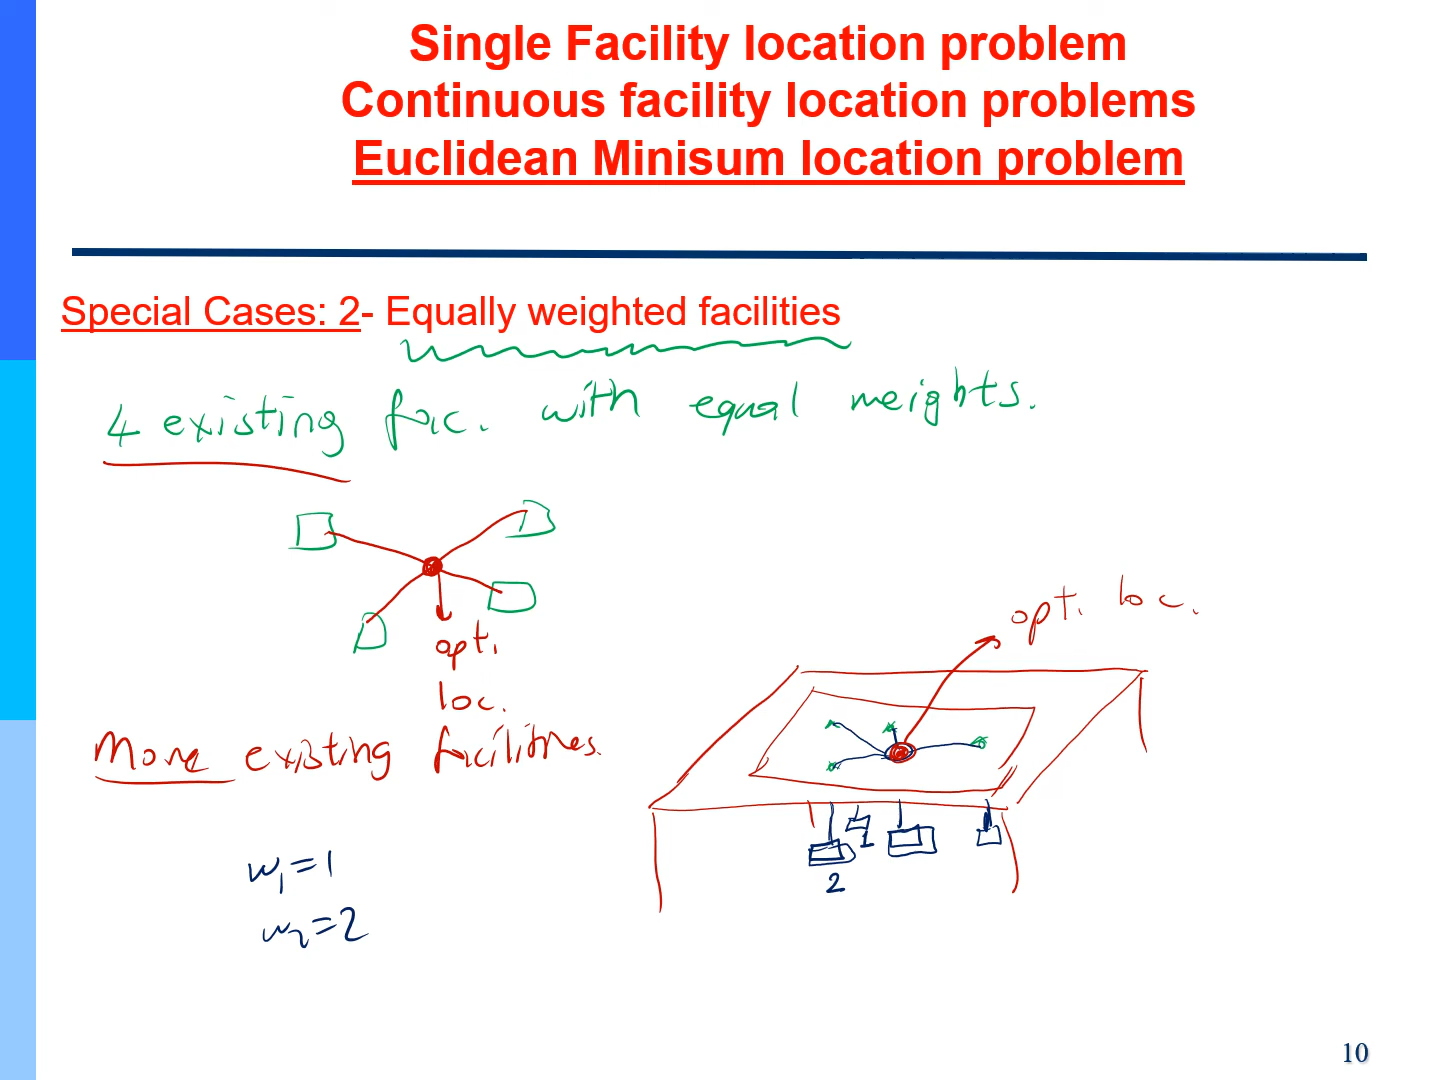 Single Facility location problem
Continuous facility location problems
Euclidean Minisum location problem
Special Cases: 2- Equally weighted facilities
4 existing fac. with equal weights.
opt.
loc.
opt. loc.
More existing facilities.
1
2
w1=1
w2=2
10